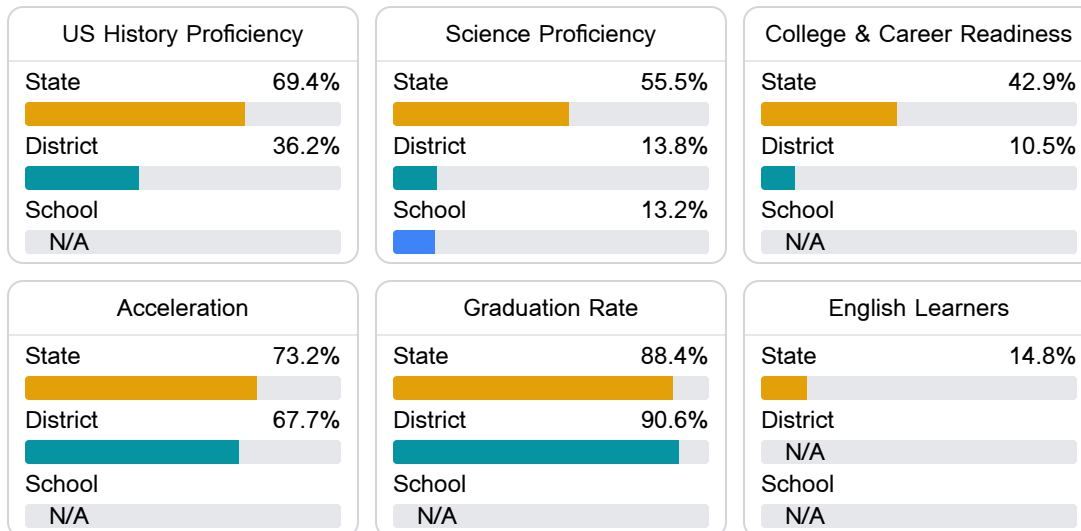 US History Proficiency
State 69.4%
District 36.2%
School
N/A
Science Proficiency
State 55.5%
District 13.8%
School 13.2%
College & Career Readiness
State 42.9%
District 10.5%
School
N/A
Acceleration
State 73.2%
District 67.7%
School
N/A
Graduation Rate
State 88.4%
District 90.6%
School
N/A
English Learners
State 14.8%
District
N/A
School
N/A